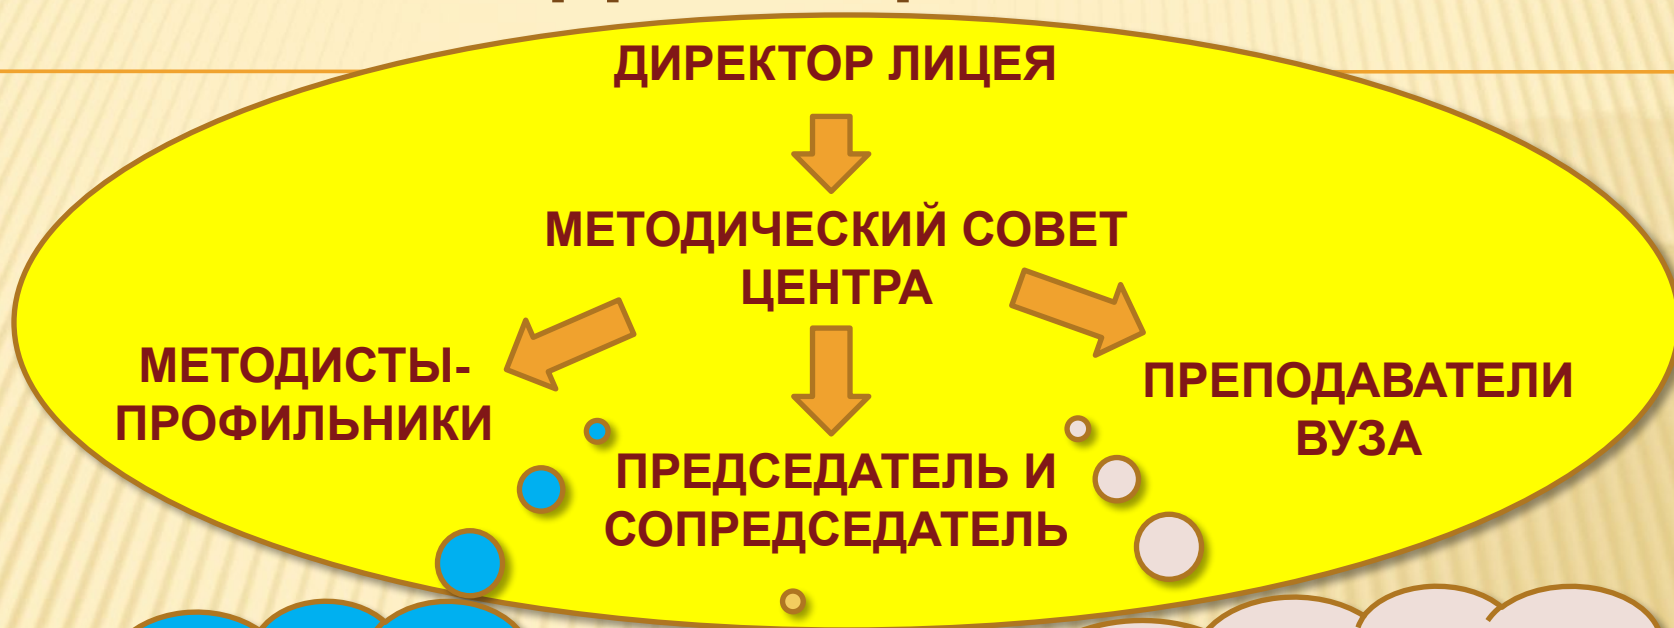 ДИРЕКТОР ЛИЦЕЯ
МЕТОДИЧЕСКИЙ СОВЕТ
ЦЕНТРА
МЕТОДИСТЫ-
ПРОФИЛЬНИКИ
ПРЕПОДАВАТЕЛИ
ВУЗА
ПРЕДСЕДАТЕЛЬ И
СОПРЕДСЕДАТЕЛЬ